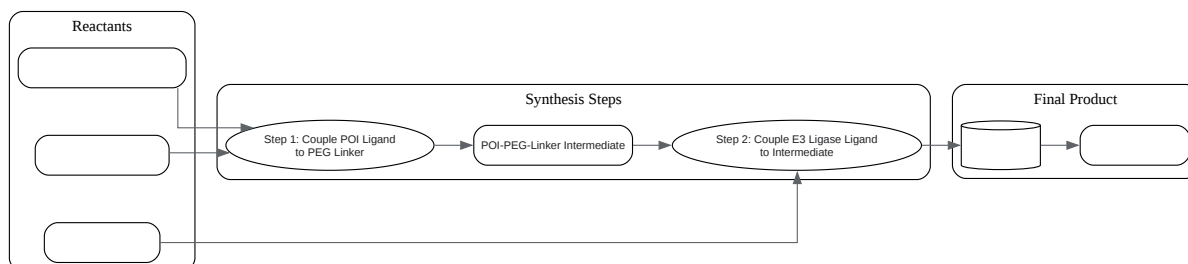 Reactants
Synthesis Steps
Final Product
Step 1: Couple POI Ligand
to PEG Linker
POI-PEG-Linker Intermediate
Step 2: Couple E3 Ligase Ligand
to Intermediate